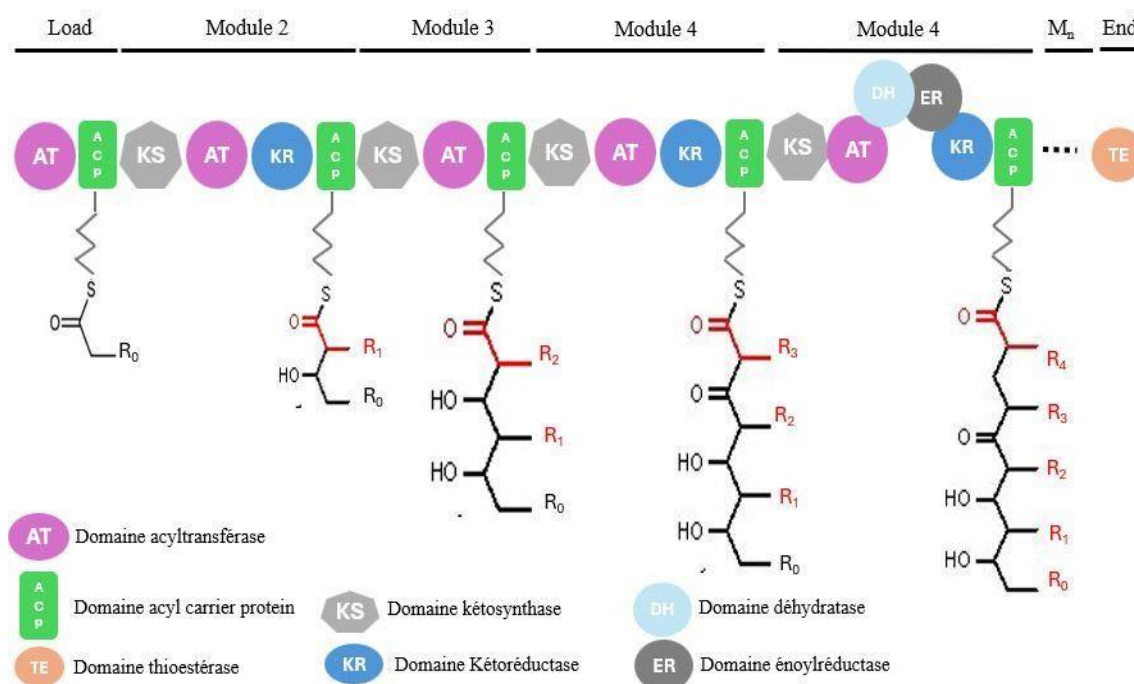 Load Module 2 Module 3 Module 4 Module 4 Mn End
DH ER
AT ACP KS AT KR ACP KS AT ACP KS AT KR ACP KS AT KR ACP TE
S S S S S
O R0
O R1
HO R0
O R2
HO R1
HO R0
O R3
O R2
HO R1
HO R0
O R4
R3
O R2
HO R1
HO R0
AT Domaine acyltransférase
ACP Domaine acyl carrier protein KS Domaine kétosynthase DH Domaine déhydratase
TE Domaine thioestérase KR Domaine Kétoréductase ER Domaine énoylréductase